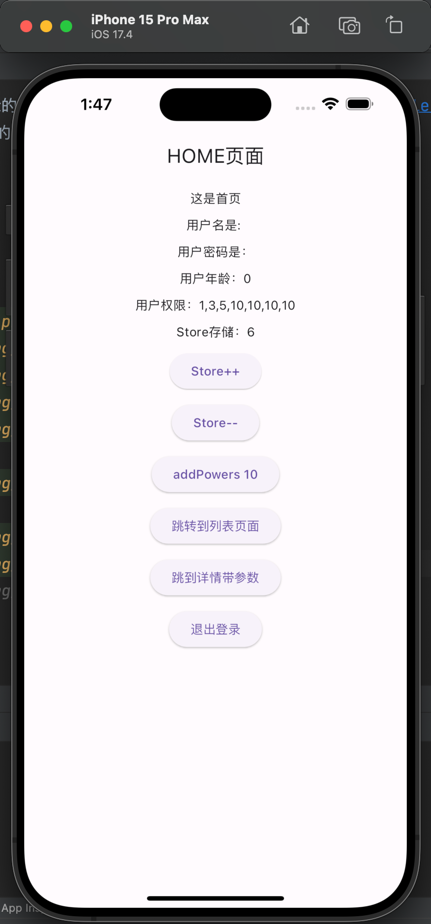 iPhone 15 Pro Max
iOS 17.4
1:47
HOME页面
这是首页
用户名是:
用户密码是:
用户年龄：0
用户权限：1,3,5,10,10,10,10
Store存储：6
Store++
Store--
addPowers 10
跳转到列表页面
跳到详情带参数
退出登录
App In